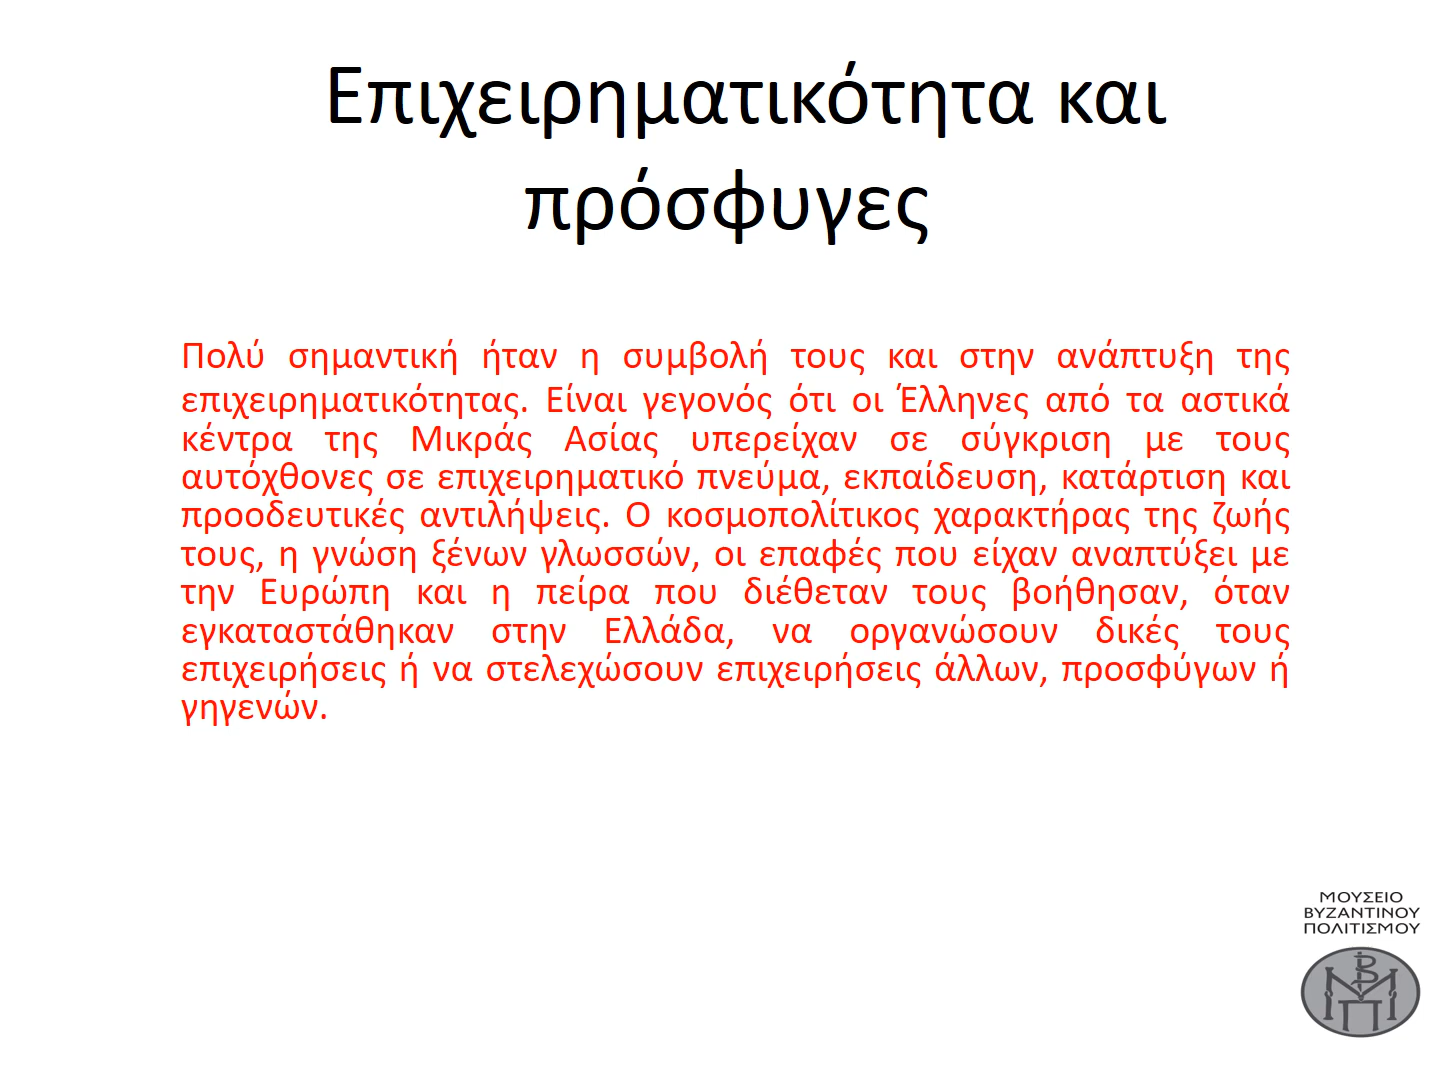 Επιχειρηματικότητα και
πρόσφυγες
Πολύ σημαντική ήταν η συμβολή τους και στην ανάπτυξη της
επιχειρηματικότητας. Είναι γεγονός ότι οι Έλληνες από τα αστικά
κέντρα της Μικράς Ασίας υπερείχαν σε σύγκριση με τους
αυτόχθονες σε επιχειρηματικό πνεύμα, εκπαίδευση, κατάρτιση και
προοδευτικές αντιλήψεις. Ο κοσμοπολίτικος χαρακτήρας της ζωής
τους, η γνώση ξένων γλωσσών, οι επαφές που είχαν αναπτύξει με
την Ευρώπη και η πείρα που διέθεταν τους βοήθησαν, όταν
εγκαταστάθηκαν στην Ελλάδα, να οργανώσουν δικές τους
επιχειρήσεις ή να στελεχώσουν επιχειρήσεις άλλων, προσφύγων ή
γηγενών.
ΜΟΥΣΕΙΟ
ΒΥΖΑΝΤΙΝΟΥ
ΠΟΛΙΤΙΣΜΟΥ